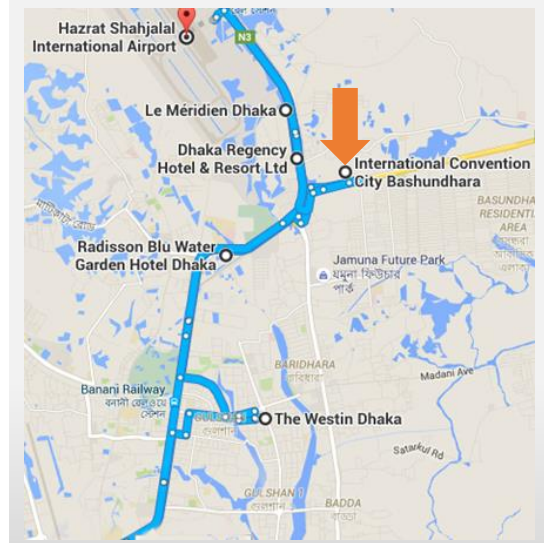 Hazrat Shahjalal
International Airport
N3
Le Méridien Dhaka
Dhaka Regency
Hotel & Resort Ltd
International Convention
City Bashundhara
BASUNDHA
RESIDENTI
AREA
Radisson Blu Water
Garden Hotel Dhaka
Jamuna Future Park
যমুনা ফিউচার
পার্ক
BARIDHARA
Madani Ave
Banani Railway
বনানী রেলওয়ে
স্টেশন
The Westin Dhaka
গুলশান
Satarkul Rd
GULSHAN 1
গুলশান
BADDA
বাড্ডা